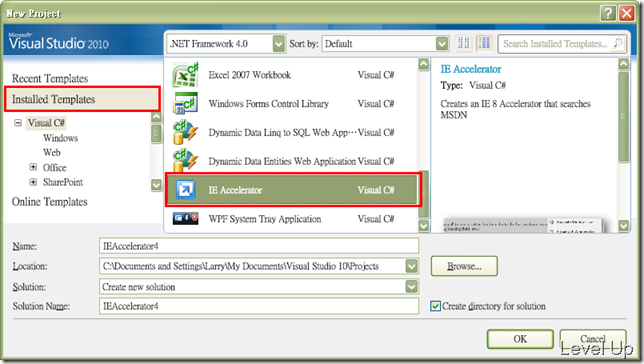 New Project
Microsoft
Visual Studio 2010
.NET Framework 4.0
Sort by:
Default
Search Installed Templates...
Recent Templates
Installed Templates
Visual C#
Windows
Web
Office
SharePoint
Online Templates
Excel 2007 Workbook Visual C#
Windows Forms Control Library Visual C#
Dynamic Data Linq to SQL Web App··· Visual C#
Dynamic Data Entities Web Application Visual C#
IE Accelerator Visual C#
WPF System Tray Application Visual C#
IE Accelerator
Type: Visual C#
Creates an IE 8 Accelerator that searches
MSDN
Name: IEAccelerator4
Location: C:\Documents and Settings\Larry\My Documents\Visual Studio 10\Projects
Browse...
Solution: Create new solution
Solution Name: IEAccelerator4
Create directory for solution
OK
Cancel
Level Up